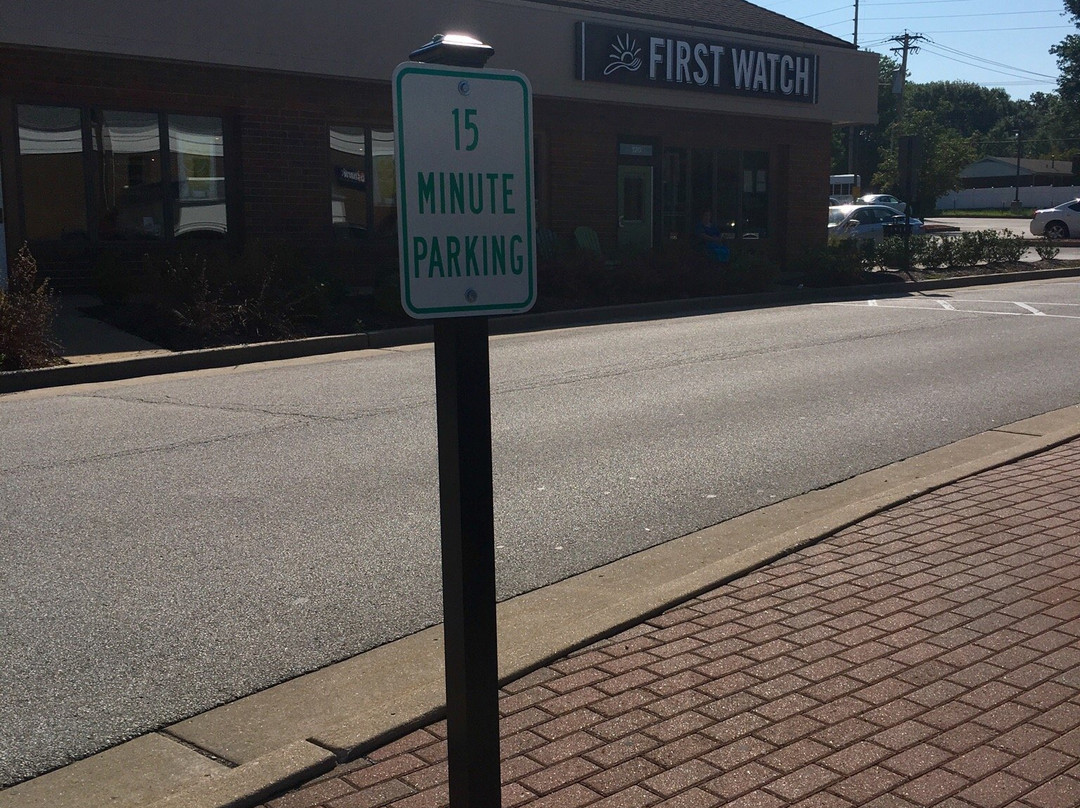 15
MINUTE
PARKING
FIRST WATCH